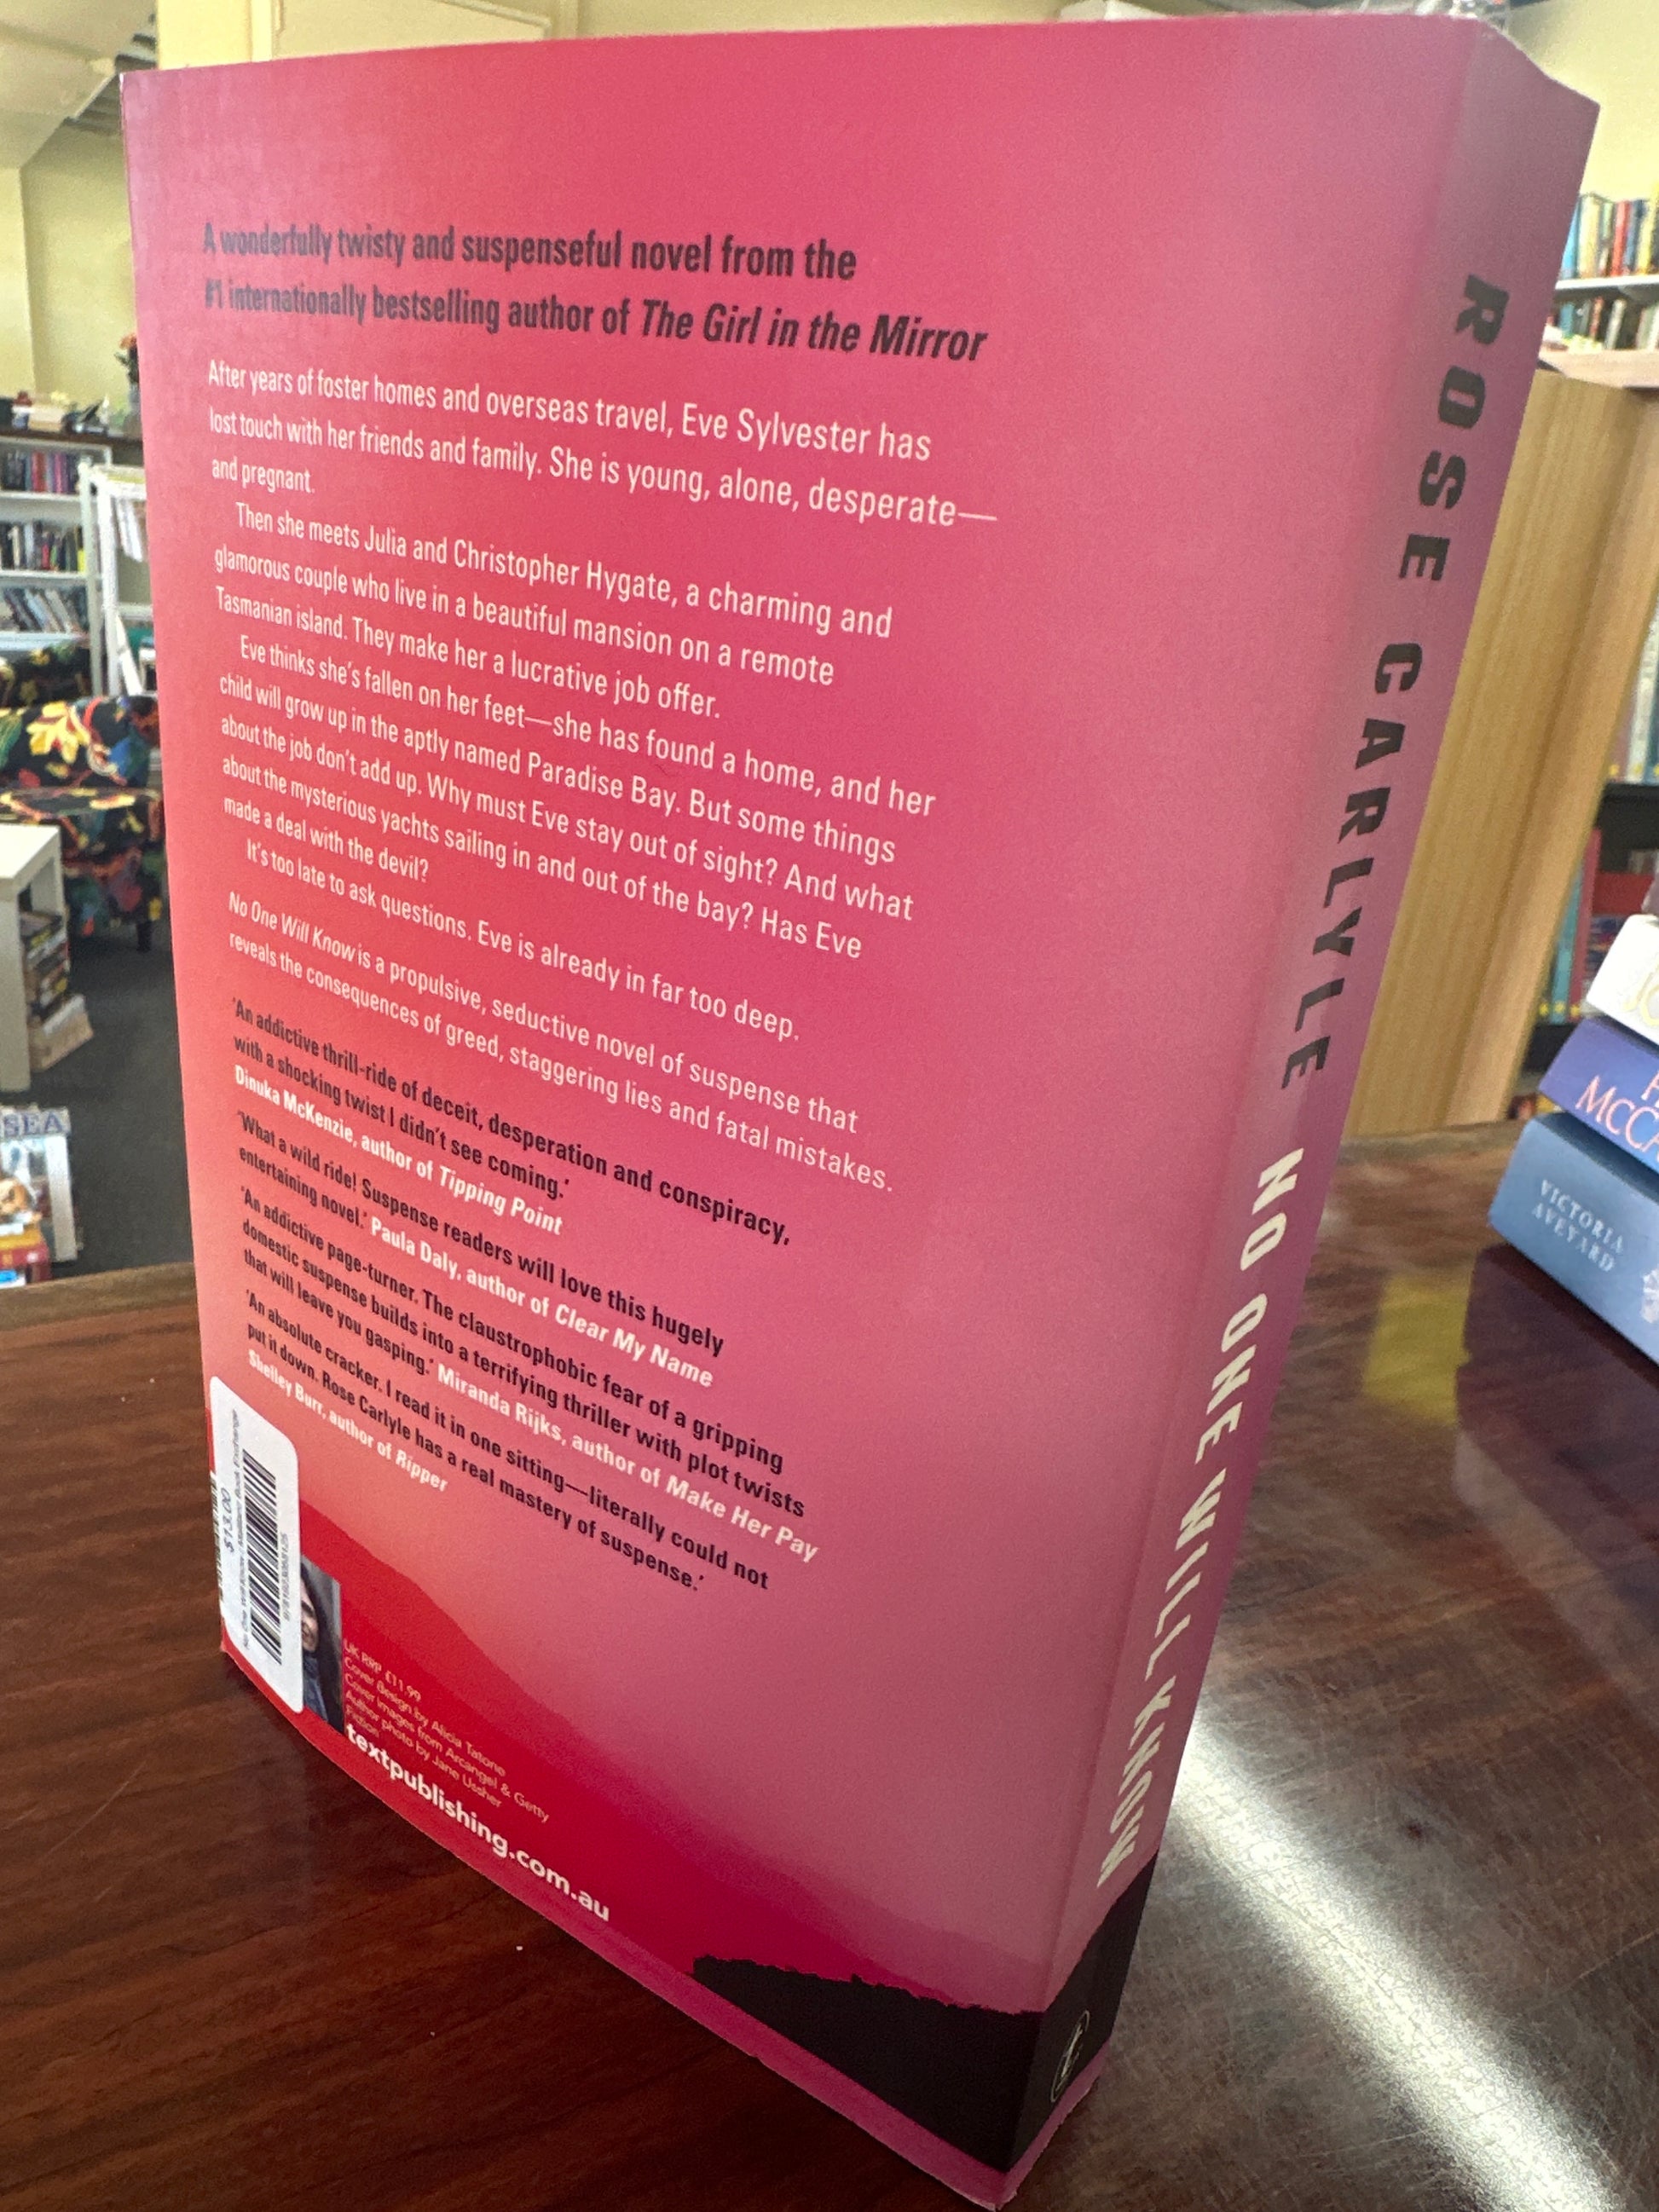 A wonderfully twisty and suspenseful novel from the
#1 internationally bestselling author of The Girl in the Mirror
After years of foster homes and overseas travel, Eve Sylvester has
lost touch with her friends and family. She is young, alone, desperate—
and pregnant.
Then she meets Julia and Christopher Hygate, a charming and
glamorous couple who live in a beautiful mansion on a remote
Tasmanian island. They make her a lucrative job offer.
Eve thinks she's fallen on her feet—she has found a home, and her
child will grow up in the aptly named Paradise Bay. But some things
about the job don't add up. Why must Eve stay out of sight? And what
about the mysterious yachts sailing in and out of the bay? Has Eve
made a deal with the devil?
It's too late to ask questions. Eve is already in far too deep.
No One Will Know is a propulsive, seductive novel of suspense that
reveals the consequences of greed, staggering lies and fatal mistakes.
'An addictive thrill-ride of deceit, desperation and conspiracy,
with a shocking twist I didn't see coming.'
Dinuka McKenzie, author of Tipping Point
'What a wild ride! Suspense readers will love this hugely
entertaining novel.' Paula Daly, author of Clear My Name
'An addictive page-turner. The claustrophobic fear of a gripping
domestic suspense builds into a terrifying thriller with plot twists
that will leave you gasping.' Miranda Rijks, author of Make Her Pay
'An absolute cracker. I read it in one sitting—literally could not
put it down. Rose Carlyle has a real mastery of suspense.'
Shelley Burr, author of Ripper
$13.00
UK RRP £11.99
Cover design by Alicia Tatone
Cover images from Arcangel & Getty
Author photo by Jane Ussher
Fiction
textpublishing.com.au
ROSE CARLYLE NO ONE WILL KNOW
SEA
MCCA
VICTORIA
AVEYARD